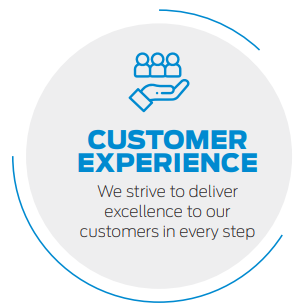 CUSTOMER
EXPERIENCE
We strive to deliver
excellence to our
customers in every step